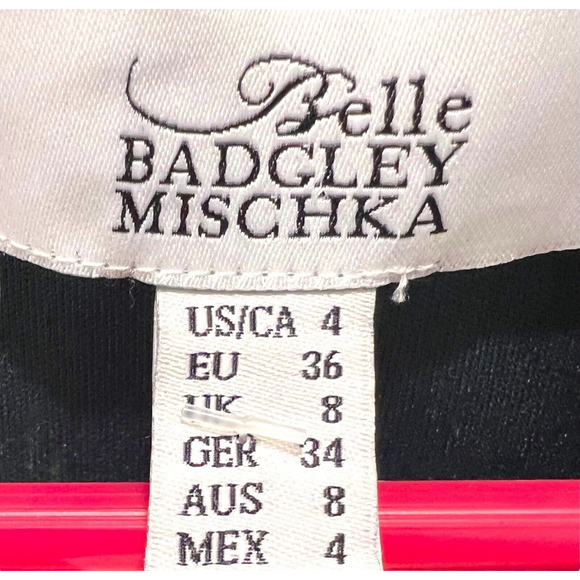 Belle
BADGLEY
MISCHKA
US/CA 4
EU 36
UK 8
GER 34
AUS 8
MEX 4